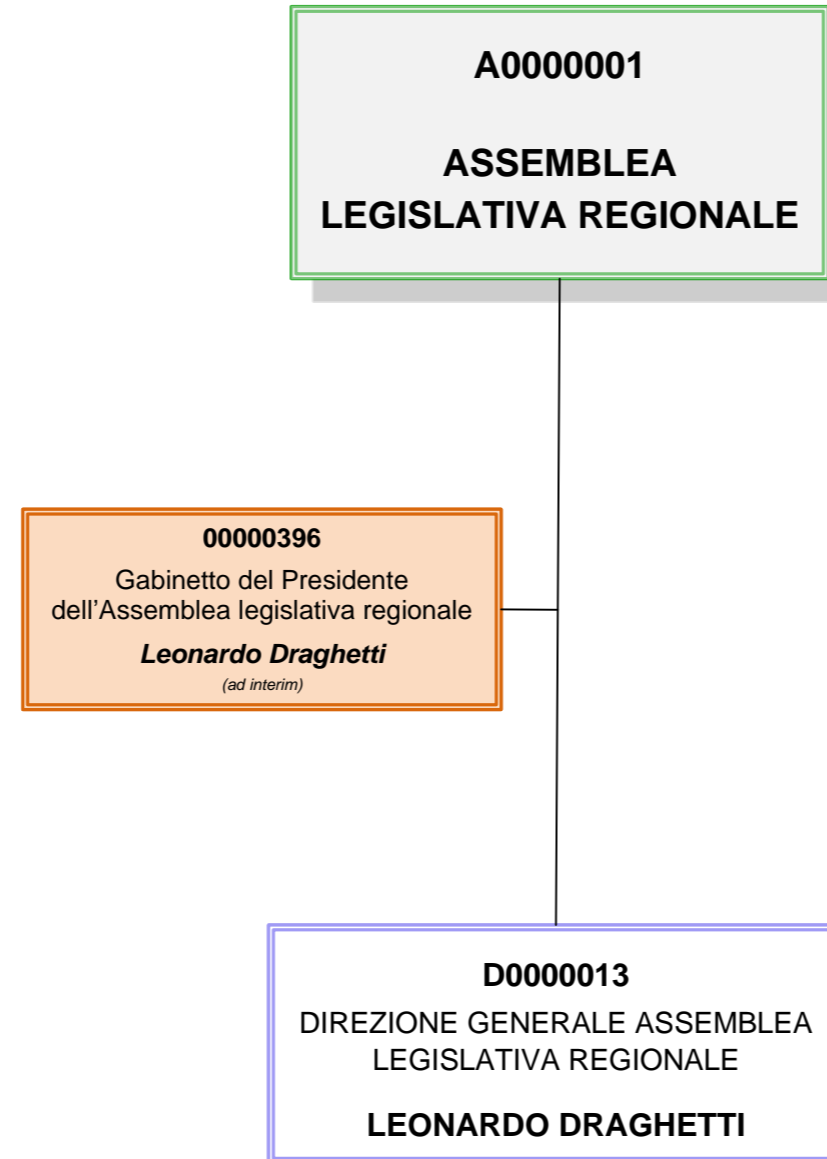 A0000001
ASSEMBLEA
LEGISLATIVA REGIONALE
00000396
Gabinetto del Presidente
dell’Assemblea legislativa regionale
Leonardo Draghetti
(ad interim)
D0000013
DIREZIONE GENERALE ASSEMBLEA
LEGISLATIVA REGIONALE
LEONARDO DRAGHETTI